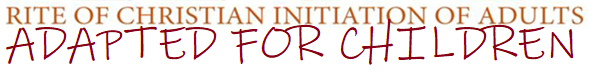 RITE OF CHRISTIAN INITIATION OF ADULTS
ADAPTED FOR CHILDREN